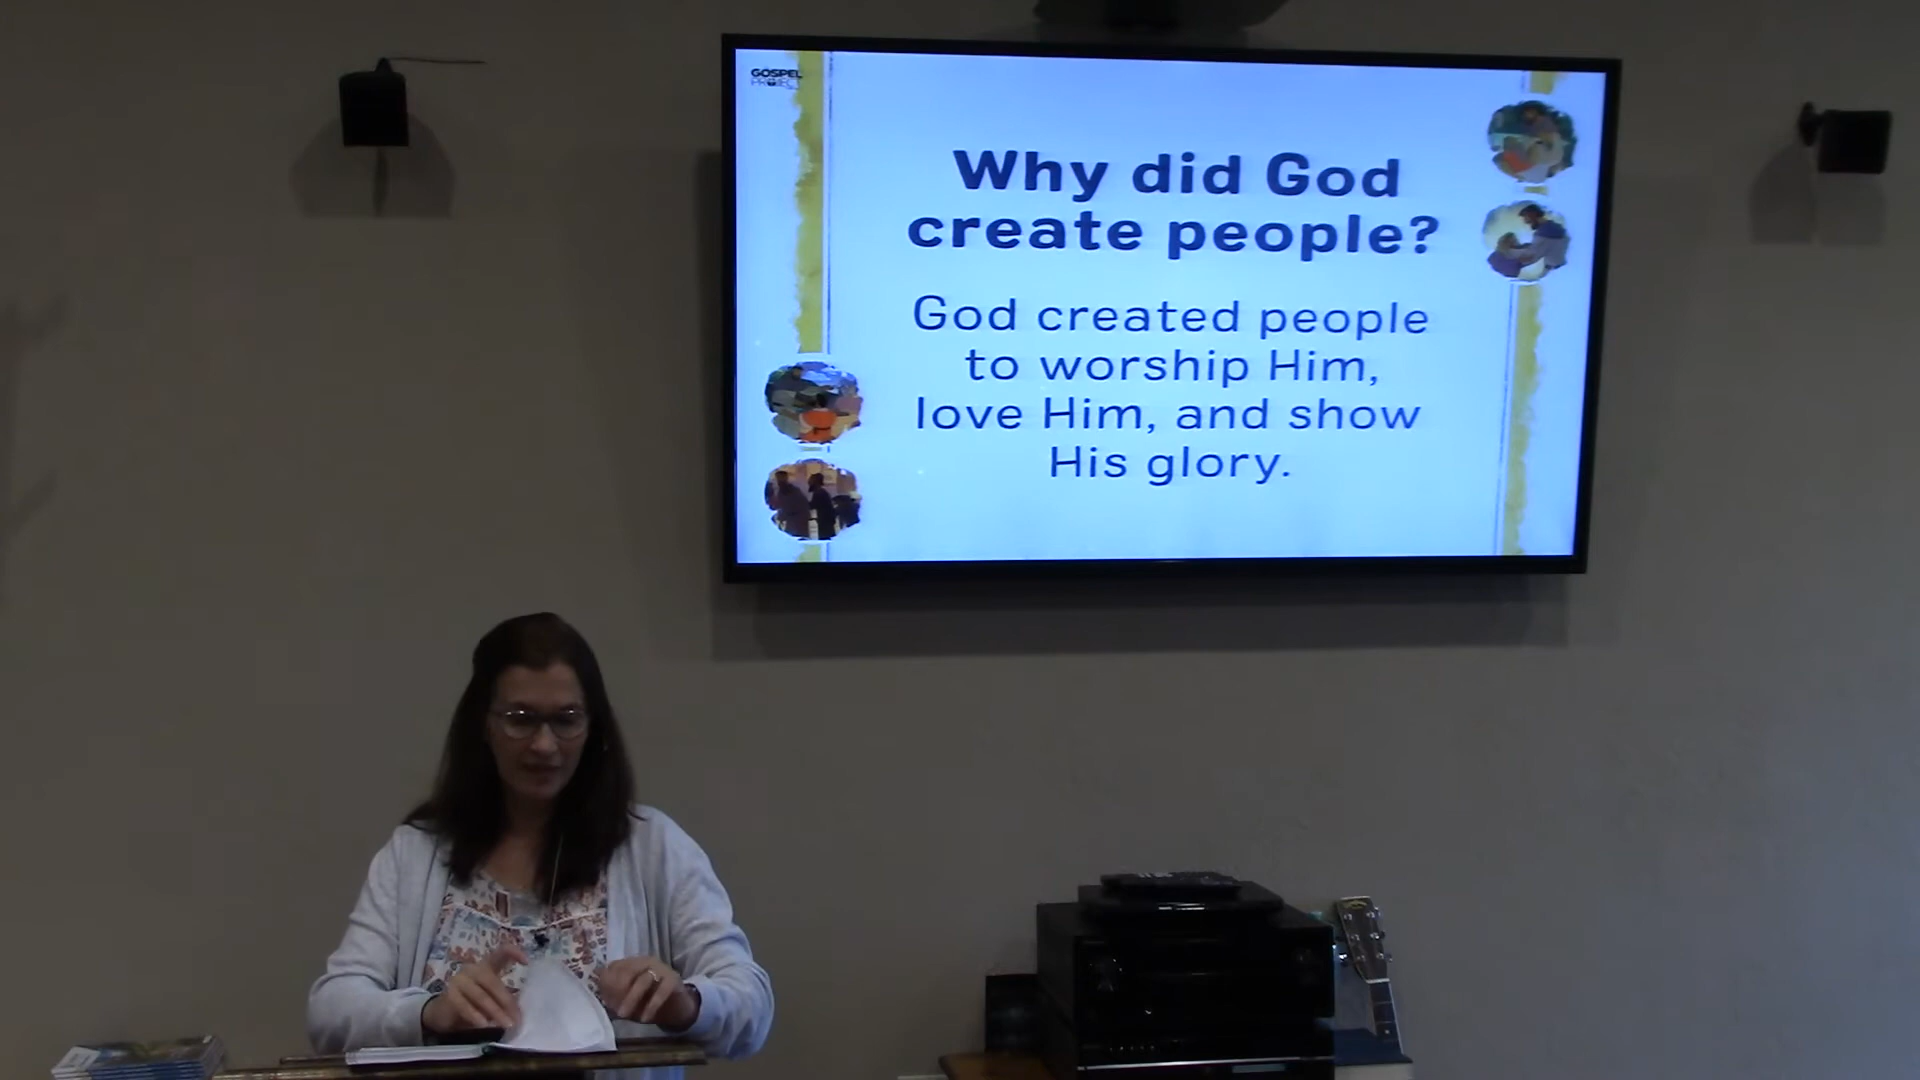 GOSPEL
PROJECT
Why did God
create people?
God created people
to worship Him,
love Him, and show
His glory.